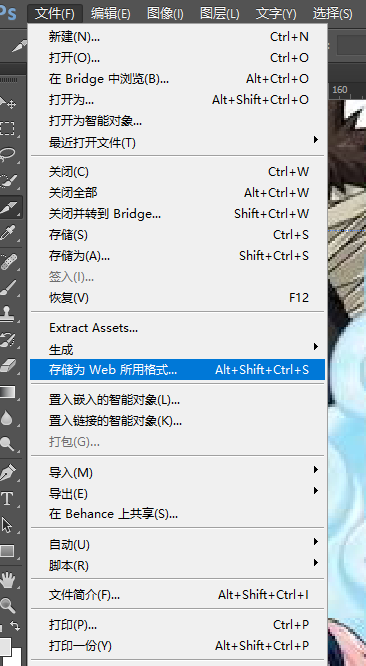 Ps 文件(F) 编辑(E) 图像(I) 图层(L) 文字(Y) 选择(S)
新建(N)... Ctrl+N
打开(O)... Ctrl+O
在 Bridge 中浏览(B)... Alt+Ctrl+O
打开为... Alt+Shift+Ctrl+O
打开为智能对象...
最近打开文件(T)
160
关闭(C) Ctrl+W
关闭全部 Alt+Ctrl+W
关闭并转到 Bridge... Shift+Ctrl+W
存储(S) Ctrl+S
存储为(A)... Shift+Ctrl+S
签入(I)...
恢复(V) F12
Extract Assets...
生成
存储为 Web 所用格式... Alt+Shift+Ctrl+S
置入嵌入的智能对象(L)...
置入链接的智能对象(K)...
打包(G)...
导入(M)
导出(E)
在 Behance 上共享(S)...
自动(U)
脚本(R)
文件简介(F)... Alt+Shift+Ctrl+I
打印(P)... Ctrl+P
打印一份(Y) Alt+Shift+Ctrl+P